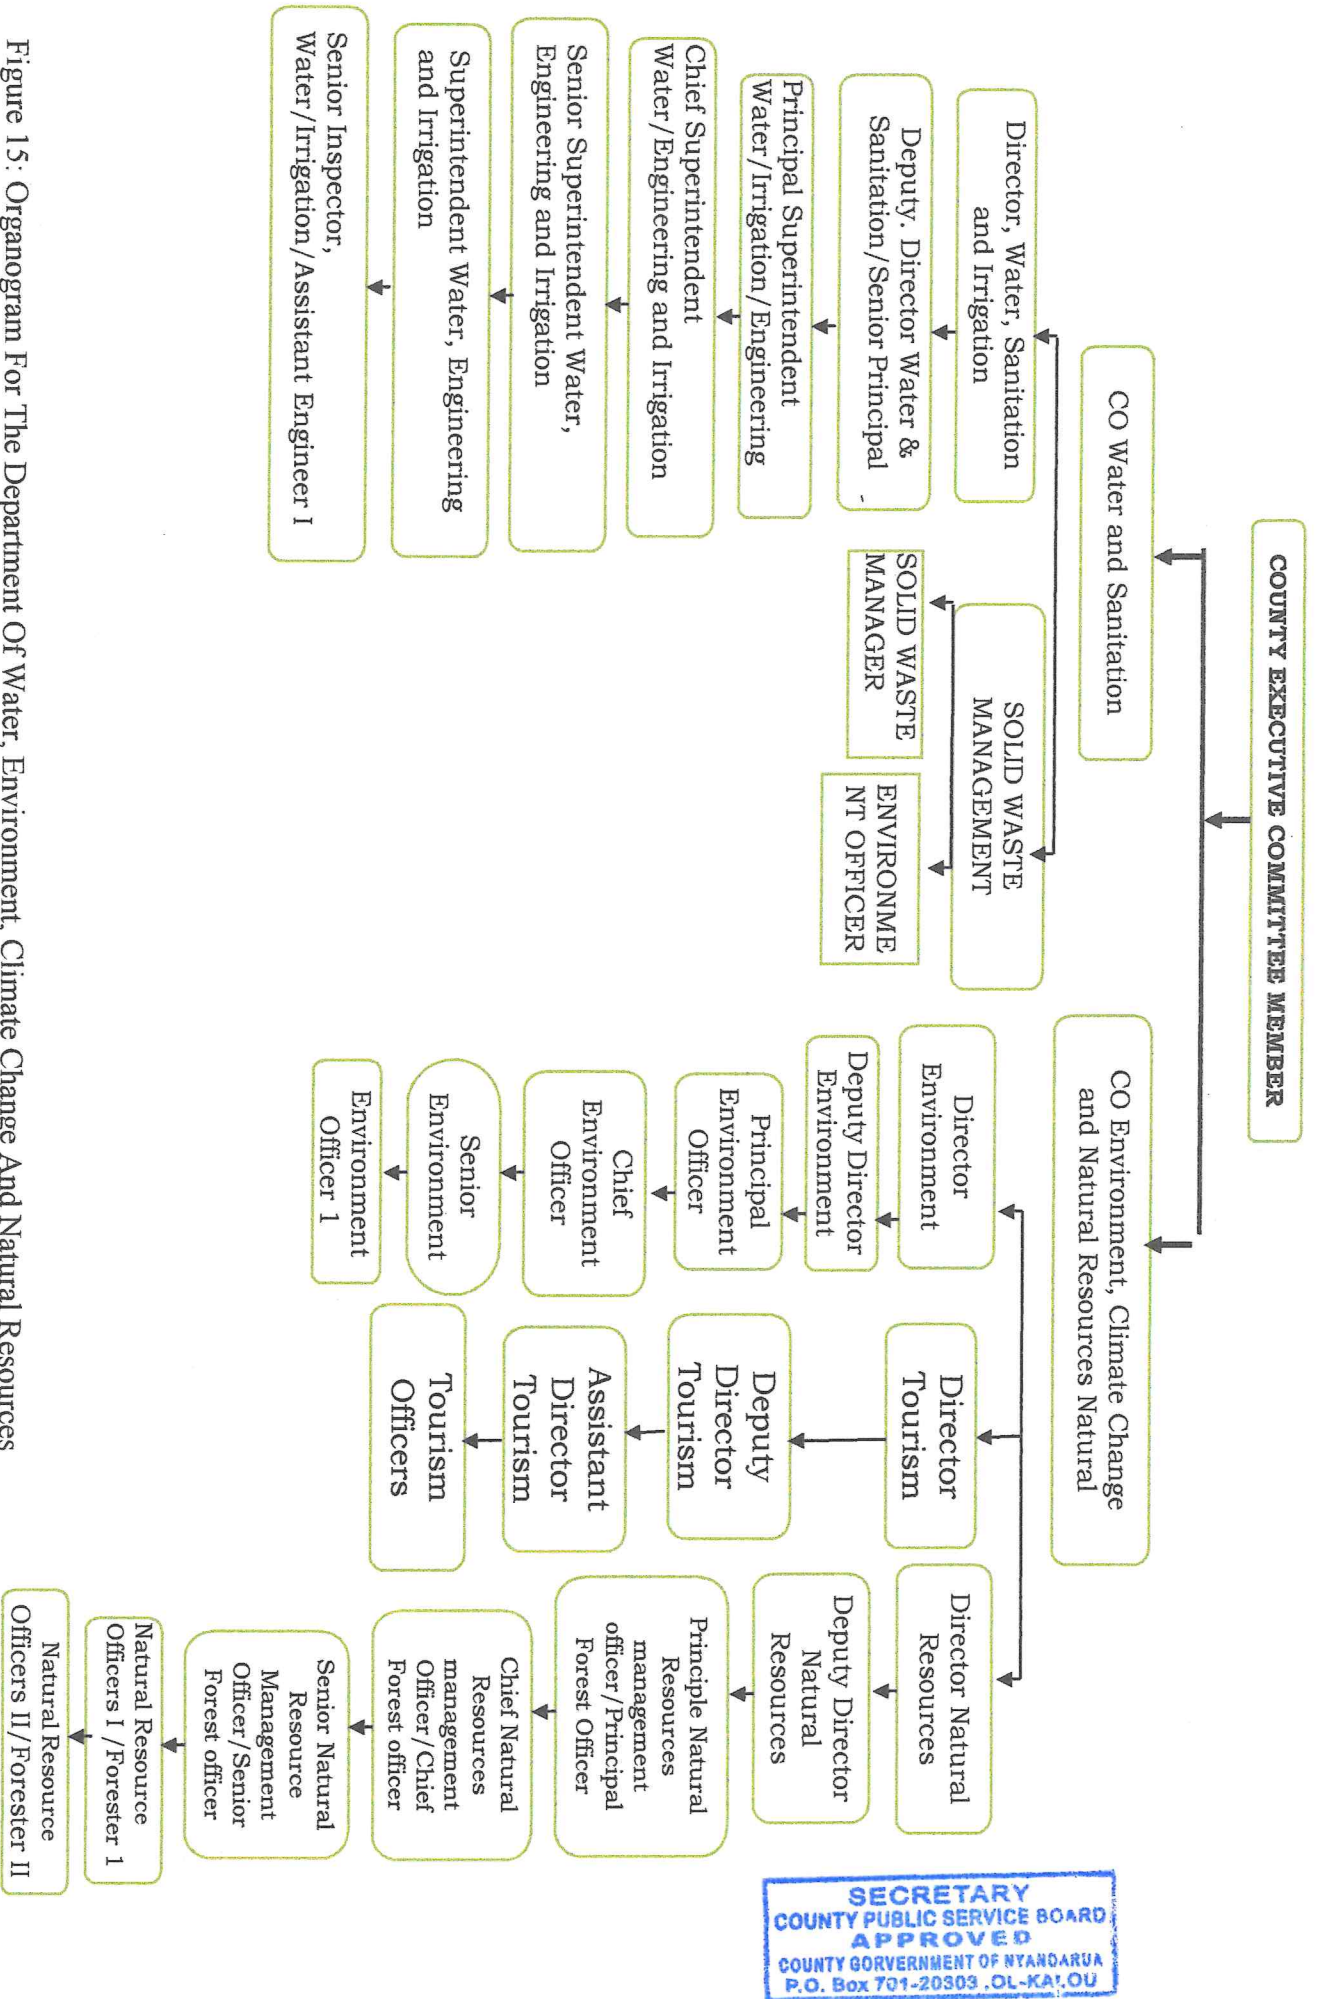 COUNTY EXECUTIVE COMMITTEE MEMBER
CO Water and Sanitation
CO Environment, Climate Change
and Natural Resources Natural
Director, Water, Sanitation
and Irrigation
Deputy. Director Water &
Sanitation/Senior Principal
Principal Superintendent
Water/Irrigation/Engineering
Chief Superintendent
Water/Engineering and Irrigation
Senior Superintendent Water,
Engineering and Irrigation
Superintendent Water, Engineering
and Irrigation
Senior Inspector,
Water/Irrigation/Assistant Engineer I
SOLID WASTE
MANAGEMENT
SOLID WASTE
MANAGER
ENVIRONME
NT OFFICER
Director
Environment
Deputy Director
Environment
Principal
Environment
Officer
Chief
Environment
Officer
Senior
Environment
Environment
Officer 1
Director
Tourism
Deputy
Director
Tourism
Assistant
Director
Tourism
Tourism
Officers
Director Natural
Resources
Deputy Director
Natural
Resources
Principle Natural
Resources
management
officer/Principal
Forest Officer
Chief Natural
Resources
management
Officer/Chief
Forest officer
Senior Natural
Resource
Management
Officer/Senior
Forest officer
Natural Resource
Officers I /Forester 1
Natural Resource
Officers II/Forester II
Figure 15: Organogram For The Department Of Water, Environment, Climate Change And Natural Resources
SECRETARY
COUNTY PUBLIC SERVICE BOARD
APPROVED
COUNTY GORVERNMENT OF NYANDARUA
P.O. Box 701-20303 .OL-KALOU